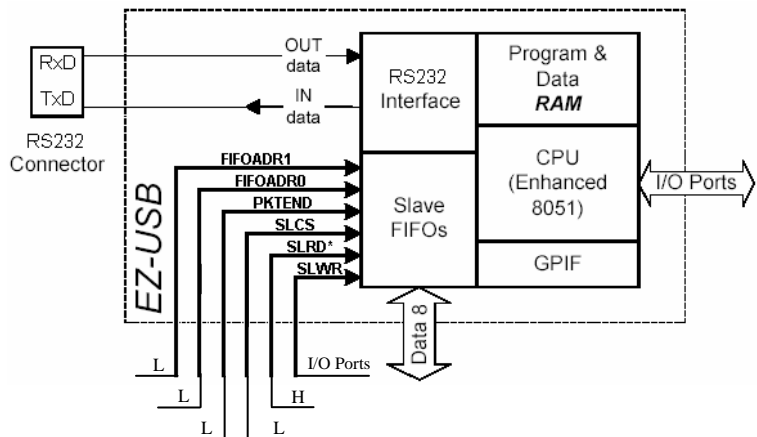 RxD
TxD
RS232
Connector
OUT
data
IN
data
RS232
Interface
Program &
Data
RAM
CPU
(Enhanced
8051)
I/O Ports
Slave
FIFOs
GPIF
FIFOADR1
FIFOADR0
PKTEND
SLCS
SLRD*
SLWR
EZ-USB
Data 8
L
I/O Ports
L
H
L
L